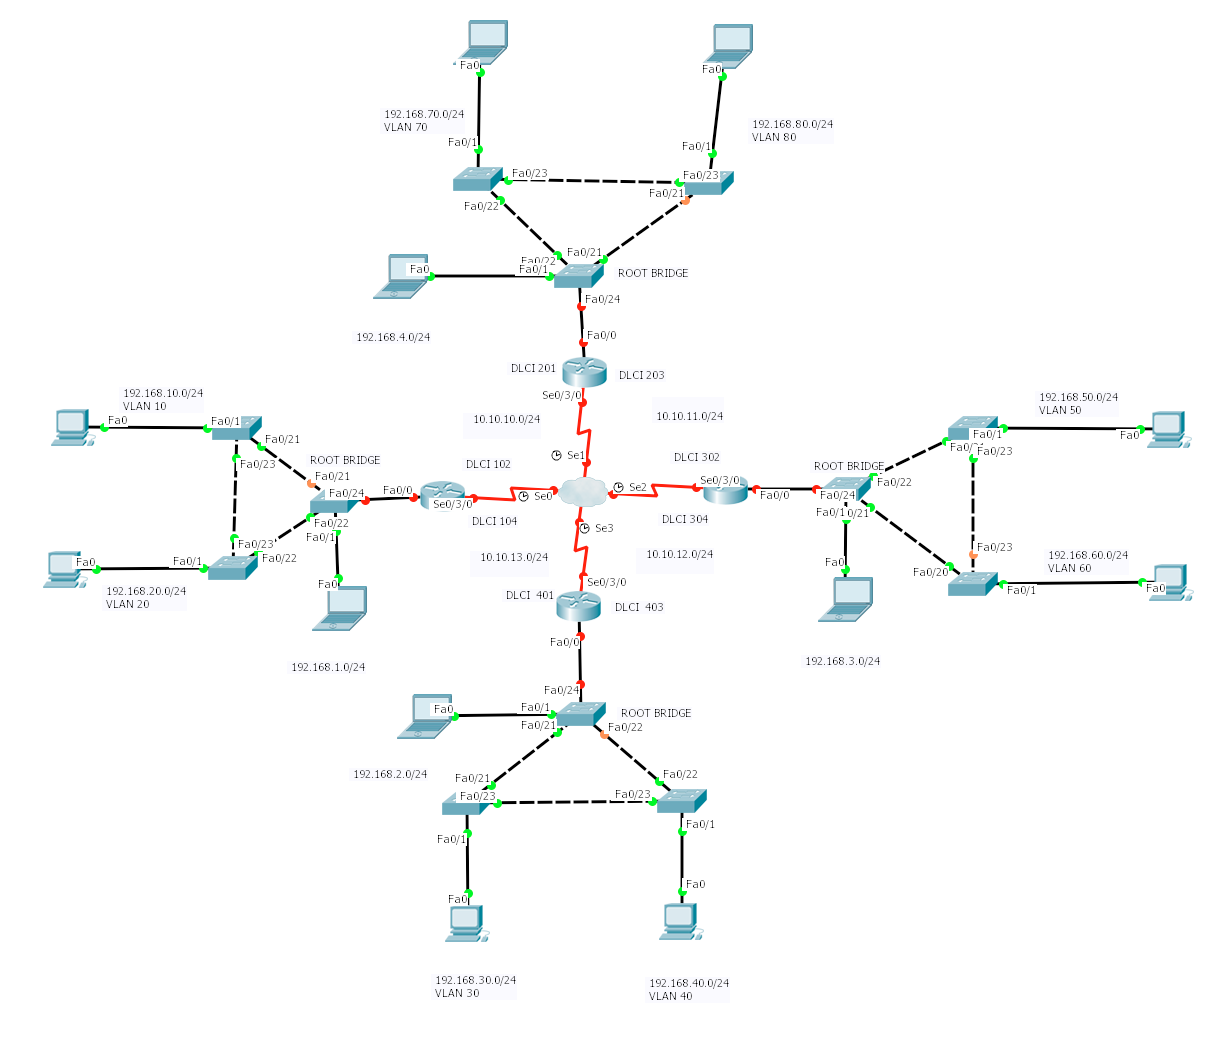 Fa0
Fa0
192.168.70.0/24
VLAN 70
192.168.80.0/24
VLAN 80
Fa0/1
Fa0/1
Fa0/23
Fa0/23
Fa0/22
Fa0/21
Fa0/22
Fa0/21
Fa0
Fa0/1
ROOT BRIDGE
Fa0/24
192.168.4.0/24
Fa0/0
DLCI 201
DLCI 203
Se0/3/0
192.168.10.0/24
VLAN 10
Fa0
Fa0/1
Fa0/21
Fa0/23
ROOT BRIDGE
Fa0/21
Fa0/24
Fa0/22
Fa0/1
Fa0/0
10.10.10.0/24
10.10.11.0/24
Se1
DLCI 102
Se0/3/0
Se0
DLCI 104
Se2
DLCI 302
Se0/3/0
DLCI 304
Fa0/0
Se3
10.10.13.0/24
10.10.12.0/24
192.168.50.0/24
VLAN 50
Fa0/1
Fa0
Fa0/23
ROOT BRIDGE
Fa0/22
Fa0/24
Fa0/1
0/21
Fa0/23
Fa0/20
Fa0/1
192.168.60.0/24
VLAN 60
Fa0
Fa0
192.168.3.0/24
Fa0/23
Fa0/22
Fa0
Fa0/1
192.168.20.0/24
VLAN 20
Fa0
192.168.1.0/24
Se0/3/0
DLCI 401
DLCI 403
Fa0/0
Fa0/24
Fa0
Fa0/1
ROOT BRIDGE
Fa0/21
Fa0/22
192.168.2.0/24
Fa0/21
Fa0/22
Fa0/23
Fa0/23
Fa0/1
Fa0/1
Fa0
Fa0
192.168.30.0/24
VLAN 30
192.168.40.0/24
VLAN 40